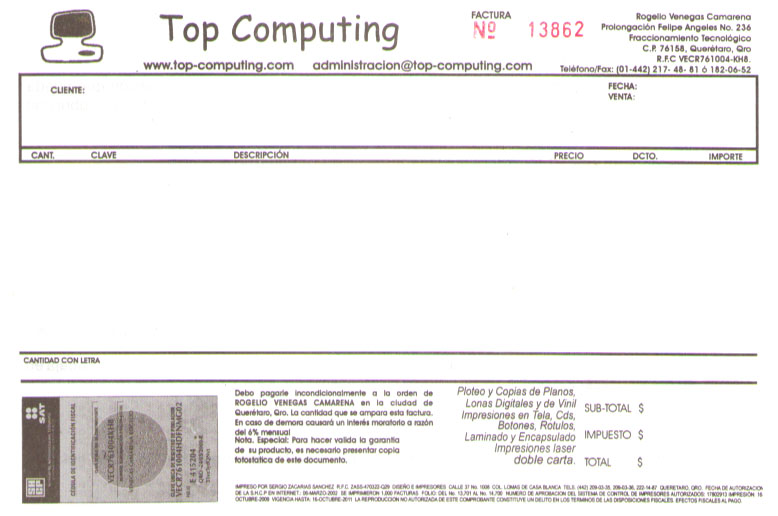 Top Computing
FACTURA
Nº 13862
Rogelio Venegas Camarena
Prolongación Felipe Angeles No. 236
Fraccionamiento Tecnológico
C.P. 76158, Querétaro, Qro
R.F.C VECR761004-KH8.
Teléfono/Fax: (01-442) 217- 48- 81 ó 182-06-52
www.top-computing.com administracion@top-computing.com
CLIENTE:
FECHA:
VENTA:
CANT. CLAVE DESCRIPCIÓN PRECIO DCTO. IMPORTE
CANTIDAD CON LETRA
SHCP
SAT
CÉDULA DE IDENTIFICACIÓN FISCAL
VECR761004KH8
VECR761004HDFNMG02
E 415204
Debo pagarle incondicionalmente a la orden de
ROGELIO VENEGAS CAMARENA en la ciudad de
Querétaro, Qro. La cantidad que se ampara esta factura.
En caso de demora causará un interés moratorio a razón
del 6% mensual
Nota. Especial: Para hacer valida la garantia
de su producto, es necesario presentar copia
fotostatica de este documento.
Ploteo y Copias de Planos,
Lonas Digitales y de Vinil
Impresiones en Tela, Cds,
Botones, Rotulos,
Laminado y Encapsulado
Impresiones laser
doble carta.
SUB-TOTAL $
IMPUESTO $
TOTAL $
IMPRESO POR SERGIO ZACARIAS SANCHEZ R.F.C. ZASS-470322-Q29 DISEÑO E IMPRESORES CALLE 37 No. 1008 COL. LOMAS DE CASA BLANCA TELS. (442) 209-03-35, 209-03-36, 222-14-87 QUERETARO, QRO. FECHA DE AUTORIZACION
DE LA S.H.C.P EN INTERNET: 06-MARZO-2002 SE IMPRIMIERON 1,000 FACTURAS FOLIO DEL No. 13,701 AL No. 14,700 NUMERO DE APROBACION DEL SISTEMA DE CONTROL DE IMPRESORES AUTORIZADOS: 17802913 IMPRESIÓN 16
OCTUBRE-2009 VIGENCIA HASTA 15-OCTUBRE-2011 LA REPRODUCCION NO AUTORIZADA DE ESTE COMPROBANTE CONSTITUYE UN DELITO EN LOS TERMINOS DE LAS DISPOSICIONES FISCALES. EFECTOS FISCALES AL PAGO.